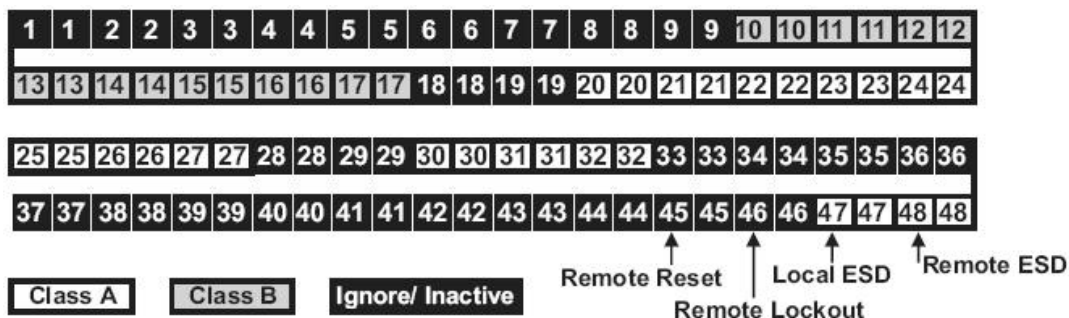 1 1 2 2 3 3 4 4 5 5 6 6 7 7 8 8 9 9 10 10 11 11 12 12
13 13 14 14 15 15 16 16 17 17 18 18 19 19 20 20 21 21 22 22 23 23 24 24
25 25 26 26 27 27 28 28 29 29 30 30 31 31 32 32 33 33 34 34 35 35 36 36
37 37 38 38 39 39 40 40 41 41 42 42 43 43 44 44 45 45 46 46 47 47 48 48
Remote Reset Local ESD Remote ESD
Class A Class B Ignore/ Inactive
Remote Lockout